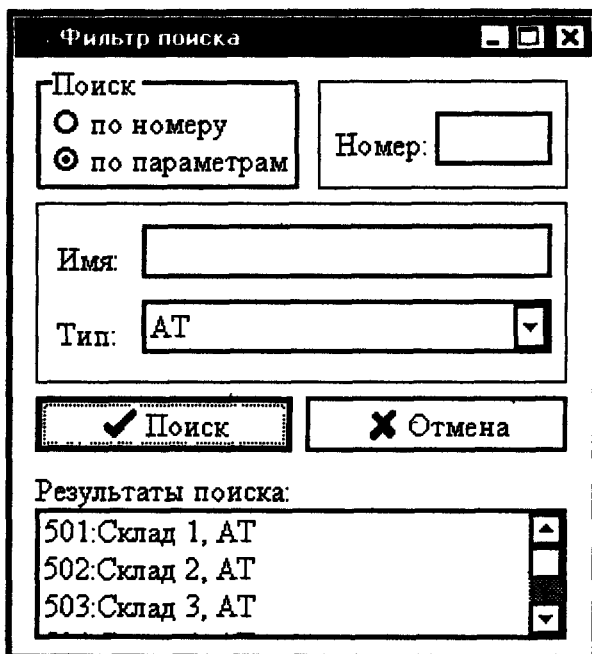 Фильтр поиска
Поиск
по номеру
по параметрам
Номер:
Имя:
Тип: АТ
Поиск
Отмена
Результаты поиска:
501:Склад 1, АТ
502:Склад 2, АТ
503:Склад 3, АТ